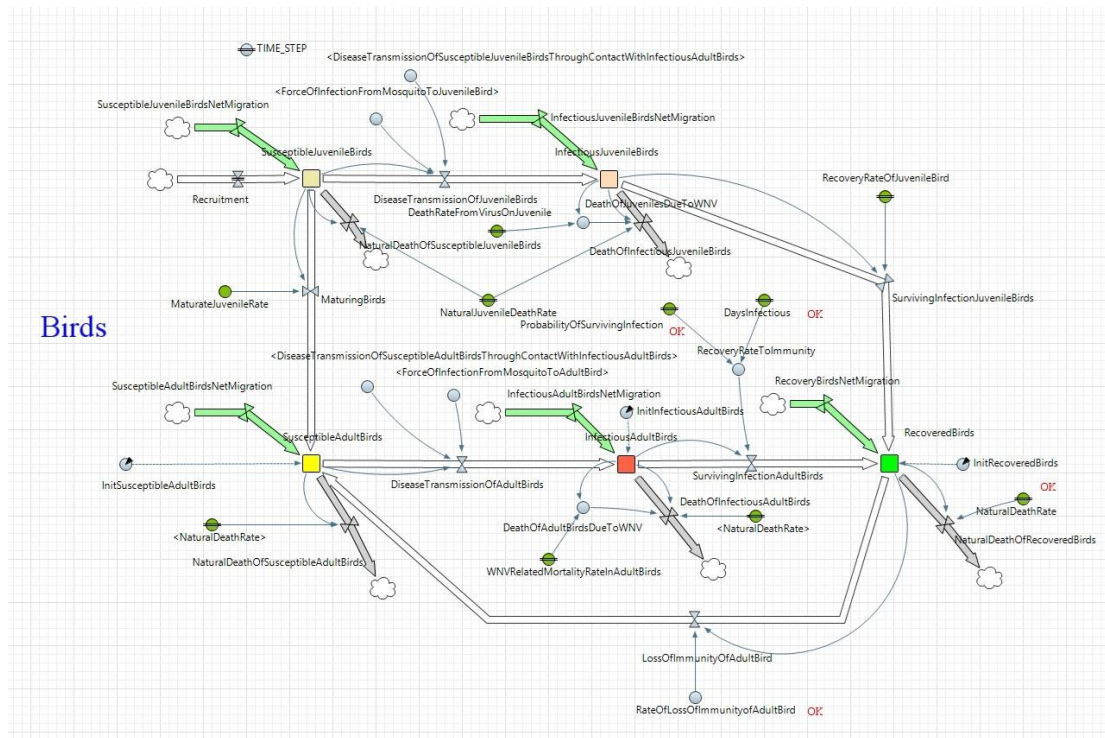 TIME_STEP
<DiseaseTransmissionOfSusceptibleJuvenileBirdsThroughContactWithInfectiousAdultBirds>
<ForceOfInfectionFromMosquitoToJuvenileBird>
SusceptibleJuvenileBirdsNetMigration
InfectiousJuvenileBirdsNetMigration
SusceptibleJuvenileBirds
InfectiousJuvenileBirds
RecoveryRateOfJuvenileBird
Recruitment
DiseaseTransmissionOfJuvenileBirds
DeathOfJuvenilesDueToWNV
DeathRateFromVirusOnJuvenile
NaturalDeathOfSusceptibleJuvenileBirds
DeathOfInfectiousJuvenileBirds
MaturateJuvenileRate
MaturingBirds
NaturalJuvenileDeathRate
SurvivingInfectionJuvenileBirds
DaysInfectious
OK
Birds
ProbabilityOfSurvivingInfection
OK
RecoveryRateToImmunity
<DiseaseTransmissionOfSusceptibleAdultBirdsThroughContactWithInfectiousAdultBirds>
<ForceOfInfectionFromMosquitoToAdultBird>
SusceptibleAdultBirdsNetMigration
InfectiousAdultBirdsNetMigration
RecoveryBirdsNetMigration
InitInfectiousAdultBirds
SusceptibleAdultBirds
InfectiousAdultBirds
RecoveredBirds
InitSusceptibleAdultBirds
DiseaseTransmissionOfAdultBirds
SurvivingInfectionAdultBirds
InitRecoveredBirds
OK
DeathOfInfectiousAdultBirds
NaturalDeathRate
DeathOfAdultBirdsDueToWNV
<NaturalDeathRate>
<NaturalDeathRate>
NaturalDeathOfRecoveredBirds
NaturalDeathOfSusceptibleAdultBirds
WNVRelatedMortalityRateInAdultBirds
LossOfImmunityOfAdultBird
RateOfLossOfImmunityofAdultBird
OK